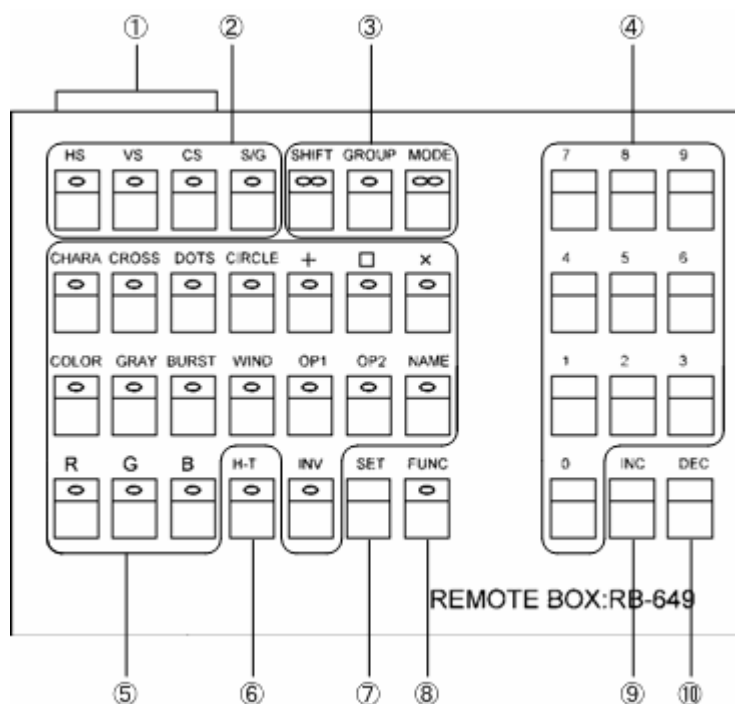 ① ② ③ ④
HS VS CS S/G SHIFT GROUP MODE 7 8 9
CHARA CROSS DOTS CIRCLE + □ × 4 5 6
COLOR GRAY BURST WIND OP1 OP2 NAME 1 2 3
R G B H-T INV SET FUNC 0 INC DEC
REMOTE BOX:RB-649
⑤ ⑥ ⑦ ⑧ ⑨ ⑩